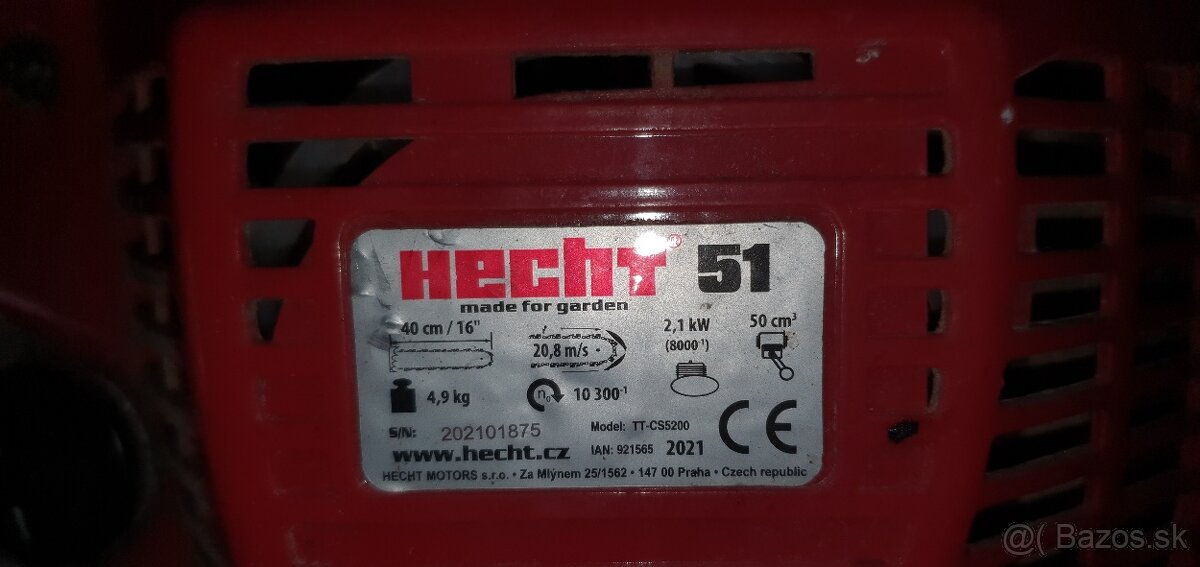 HECHT® 51
made for garden
40 cm / 16"
20,8 m/s
2,1 kW
(8000⁻¹)
50 cm³
4,9 kg
n₀
10 300⁻¹
S/N: 202101875
Model: TT-CS5200
www.hecht.cz
IAN: 921565 2021
CE
HECHT MOTORS s.r.o. • Za Mlýnem 25/1562 • 147 00 Praha • Czech republic
@( Bazos.sk